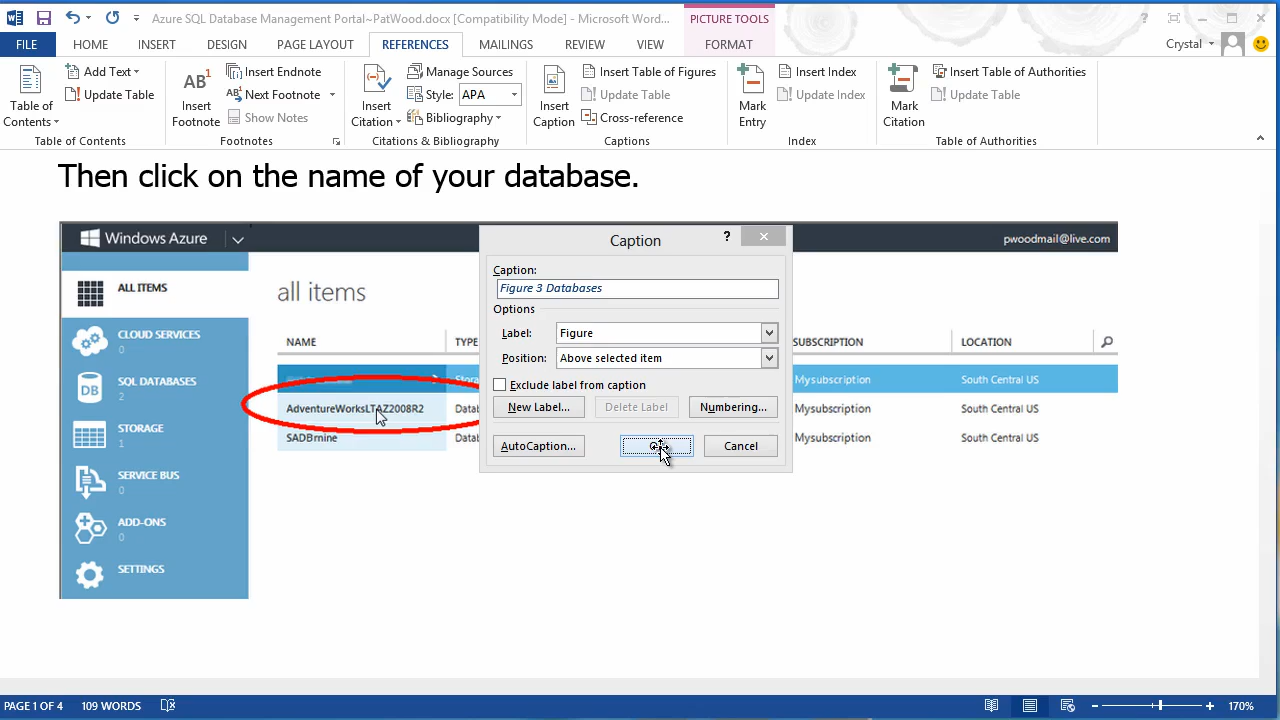 Azure SQL Database Management Portal~PatWood.docx [Compatibility Mode] - Microsoft Word...
PICTURE TOOLS
FILE HOME INSERT DESIGN PAGE LAYOUT REFERENCES MAILINGS REVIEW VIEW FORMAT Crystal
Table of Contents
Add Text
Update Table
Table of Contents
AB¹ Insert Footnote
Insert Endnote
Next Footnote
Show Notes
Footnotes
Insert Citation
Manage Sources
Style: APA
Bibliography
Citations & Bibliography
Insert Caption
Insert Table of Figures
Update Table
Cross-reference
Captions
Mark Entry
Insert Index
Update Index
Index
Mark Citation
Insert Table of Authorities
Update Table
Table of Authorities
Then click on the name of your database.
Windows Azure
pwoodmail@live.com
ALL ITEMS
CLOUD SERVICES
0
SQL DATABASES
2
STORAGE
1
SERVICE BUS
0
ADD-ONS
0
SETTINGS
all items
NAME TYPE SUBSCRIPTION LOCATION
Mysubscription South Central US
AdventureWorksLTAZ2008R2 Datab Mysubscription South Central US
Datab Mysubscription South Central US
Caption
?
Caption:
Figure 3 Databases
Options
Label: Figure
Position: Above selected item
Exclude label from caption
New Label... Delete Label Numbering...
AutoCaption... Cancel
PAGE 1 OF 4 109 WORDS 170%